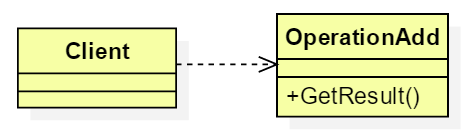 Client
OperationAdd
+GetResult()